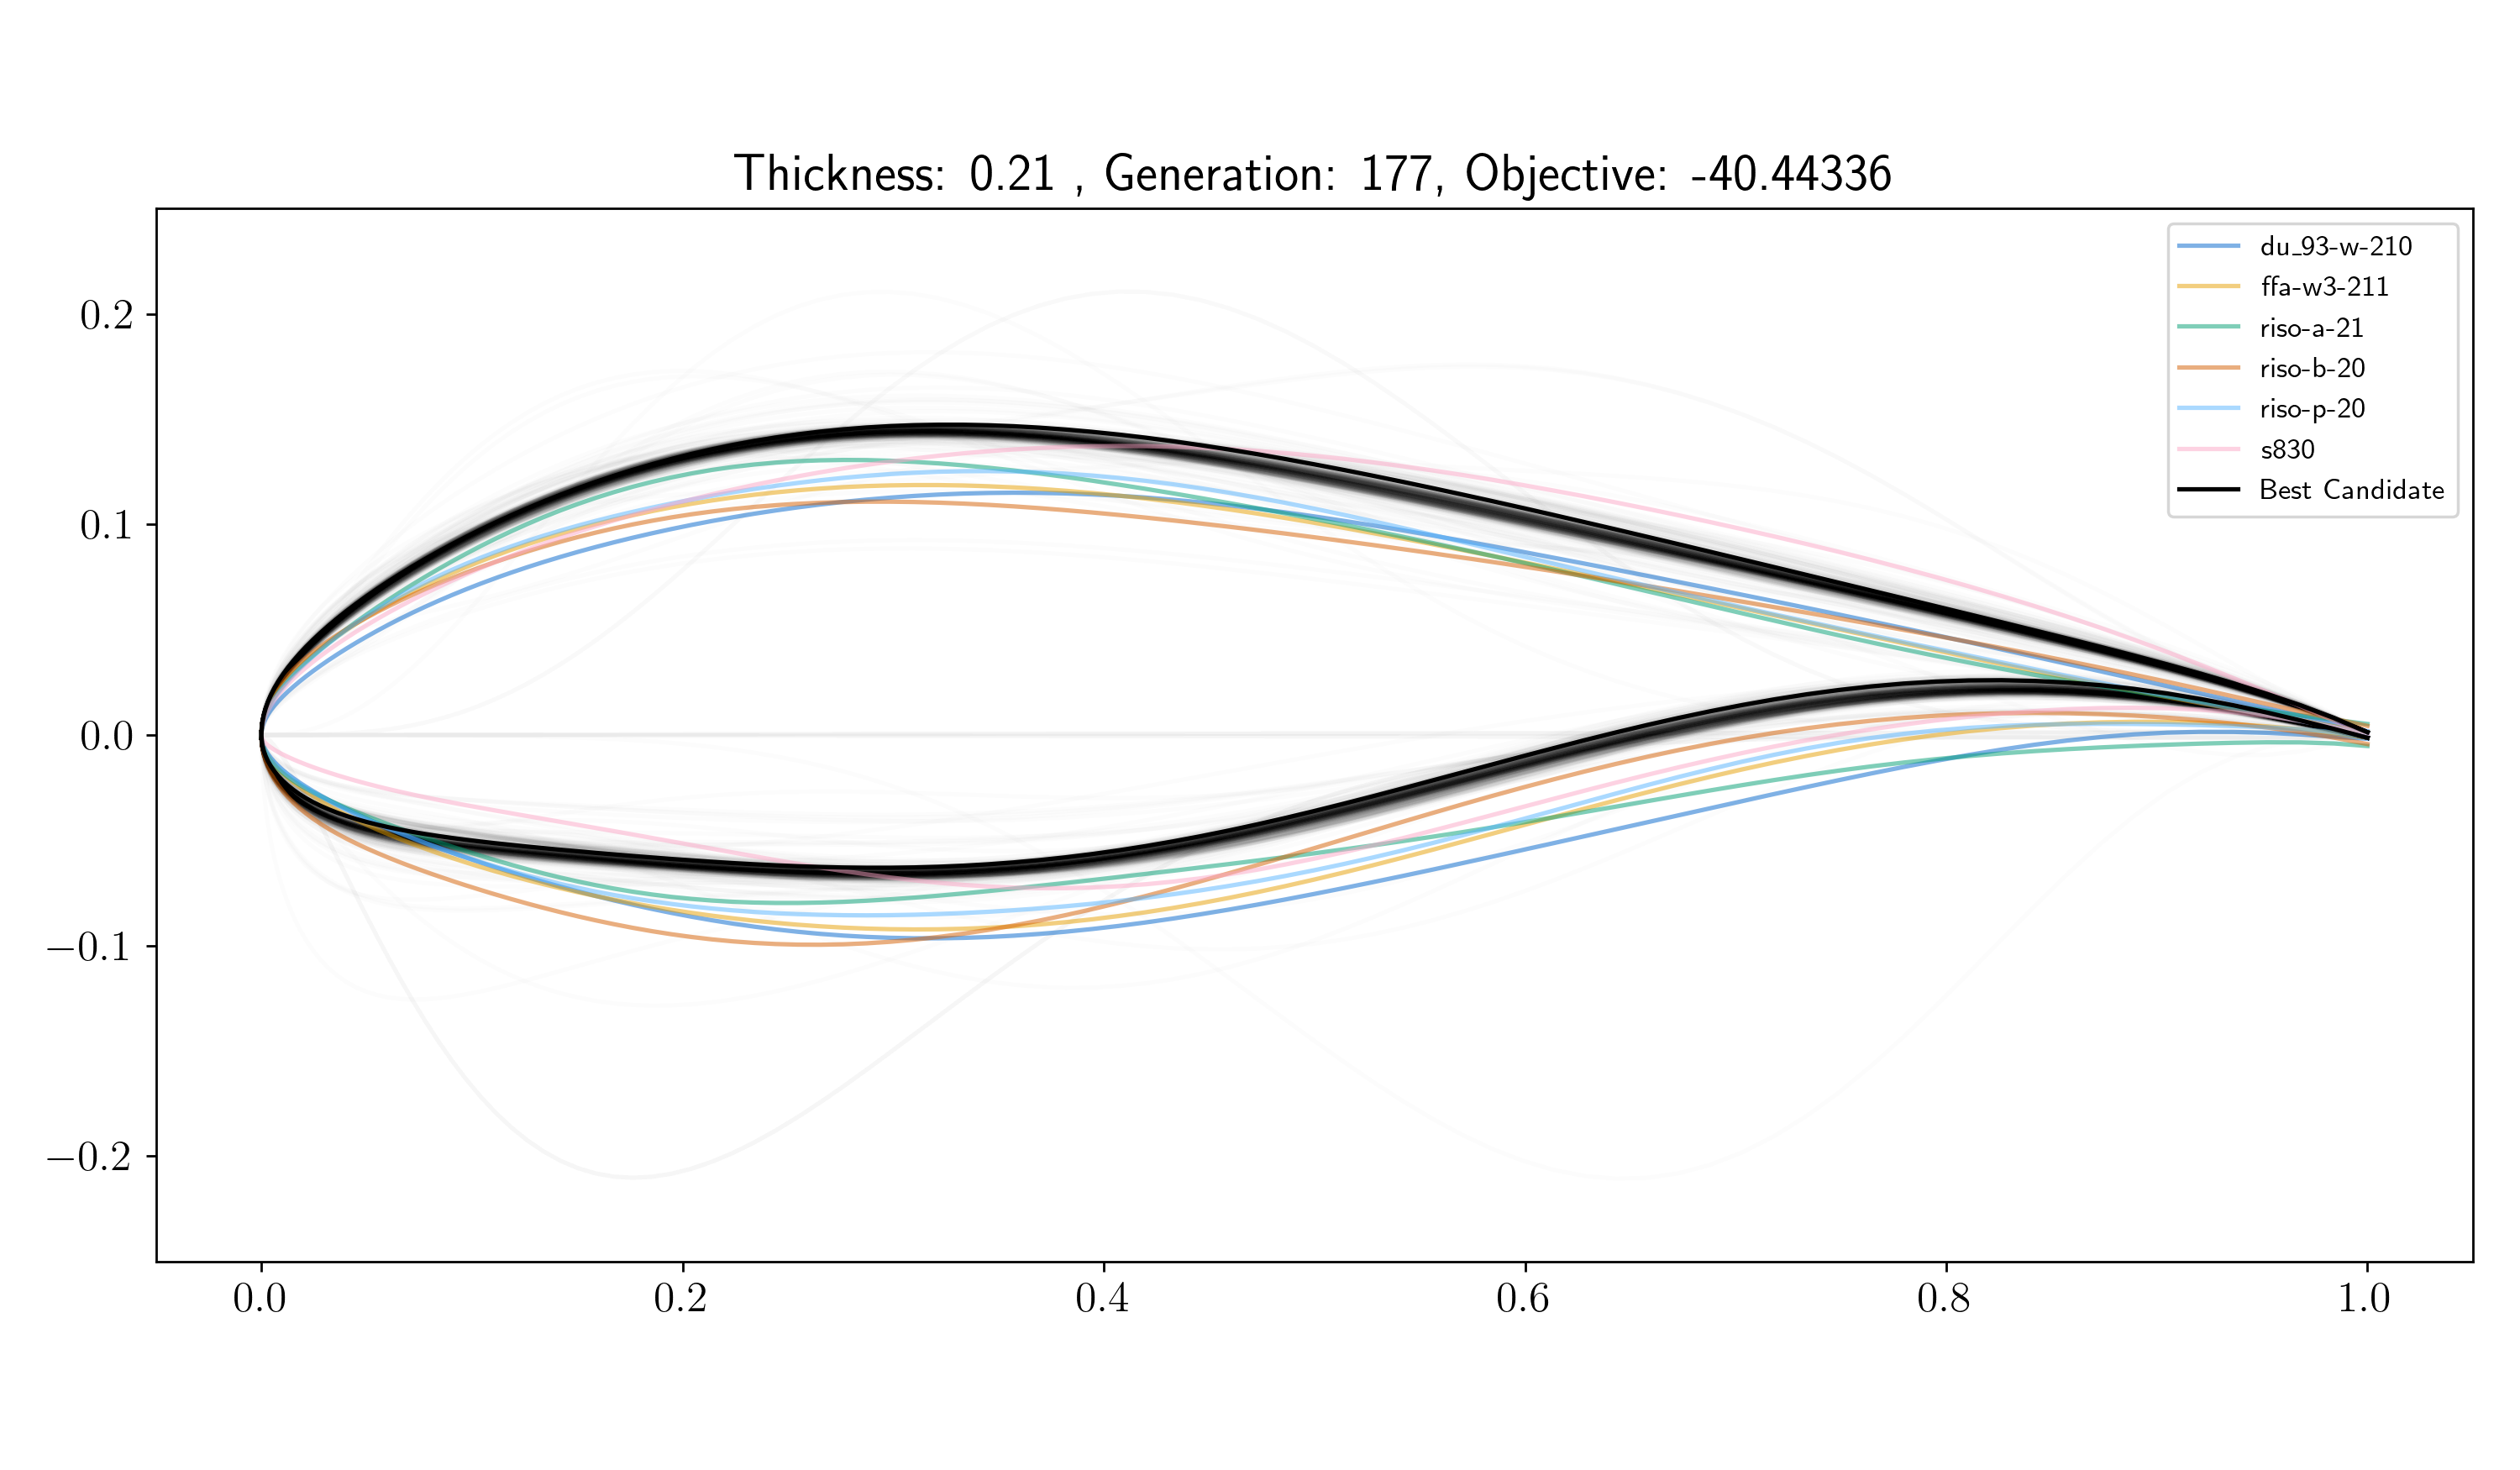 Thickness: 0.21 , Generation: 177, Objective: -40.44336
du_93-w-210
ffa-w3-211
riso-a-21
riso-b-20
riso-p-20
s830
Best Candidate
0.2
0.1
0.0
−0.1
−0.2
0.0 0.2 0.4 0.6 0.8 1.0